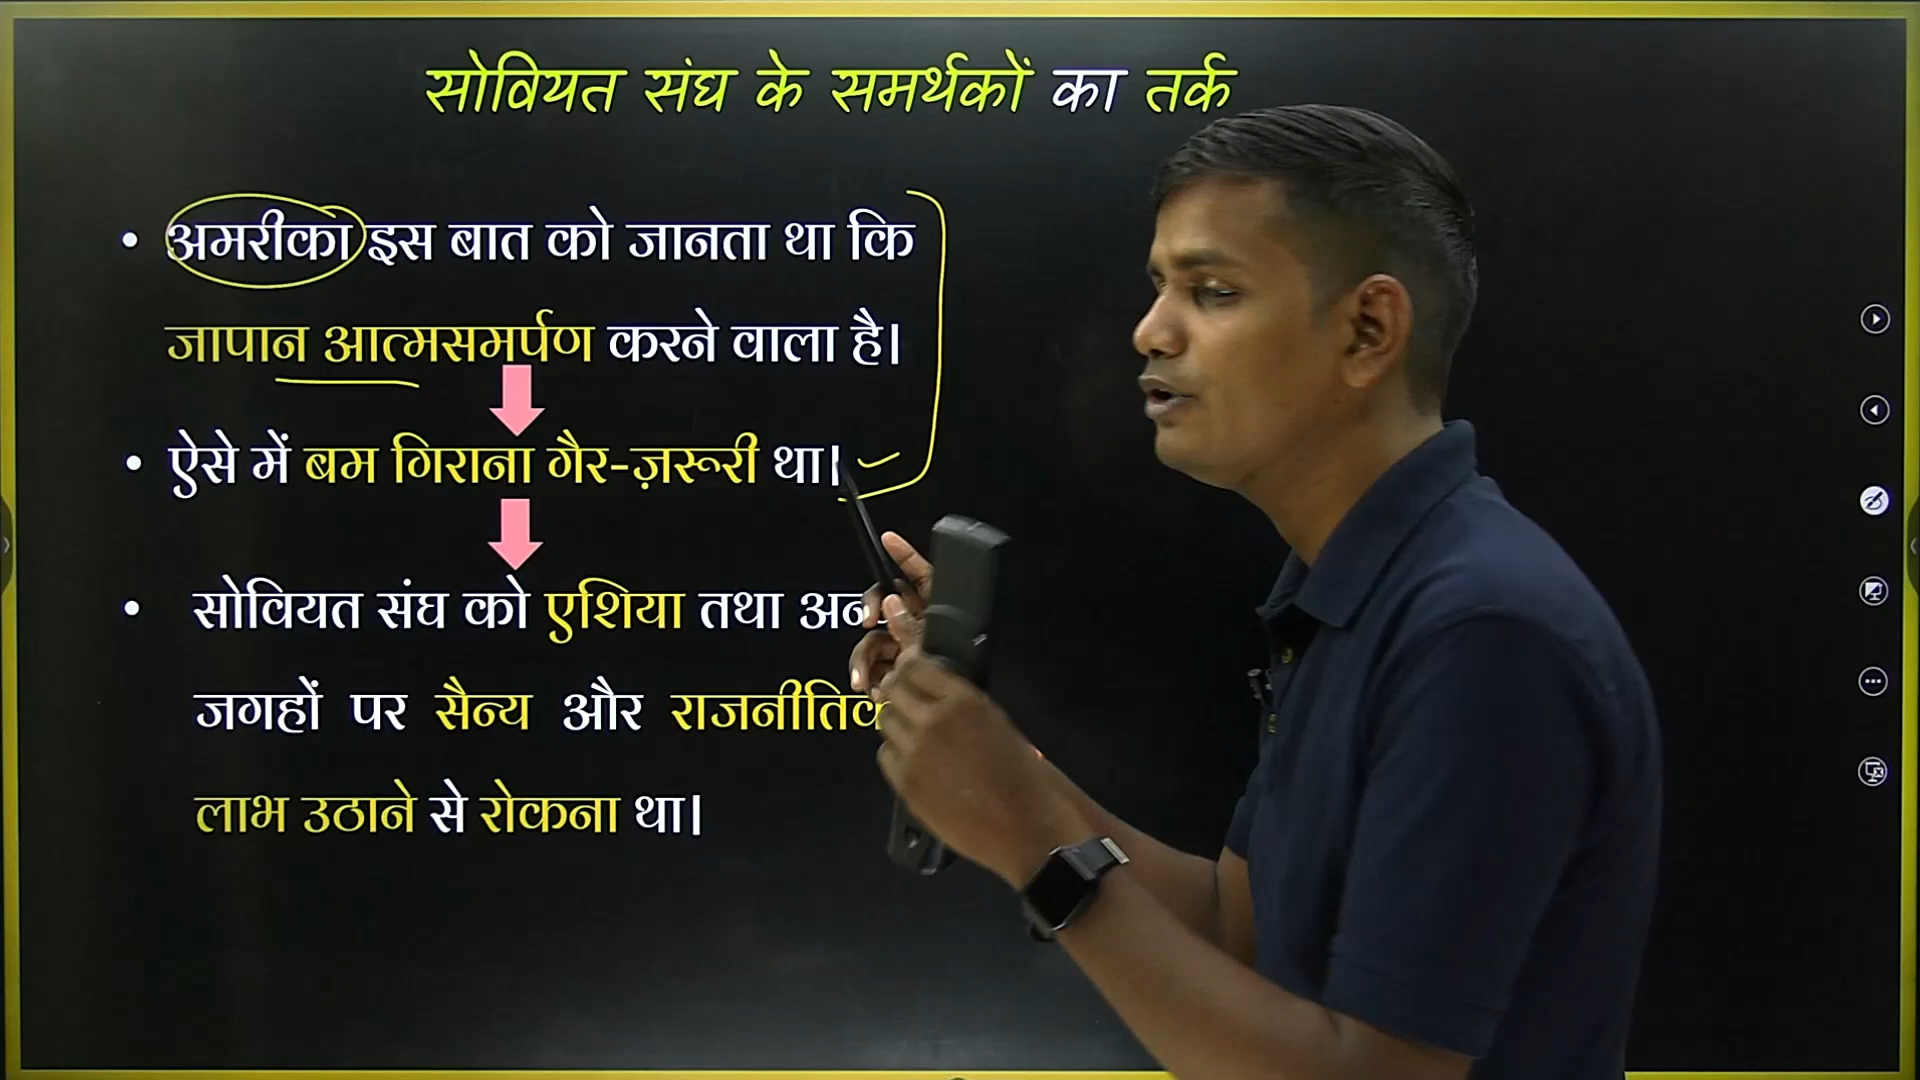 सोवियत संघ के समर्थकों का तर्क
• अमरीका इस बात को जानता था कि
जापान आत्मसमर्पण करने वाला है।
• ऐसे में बम गिराना गैर-ज़रूरी था।
• सोवियत संघ को एशिया तथा
जगहों पर सैन्य और राजनीतिक
लाभ उठाने से रोकना था।